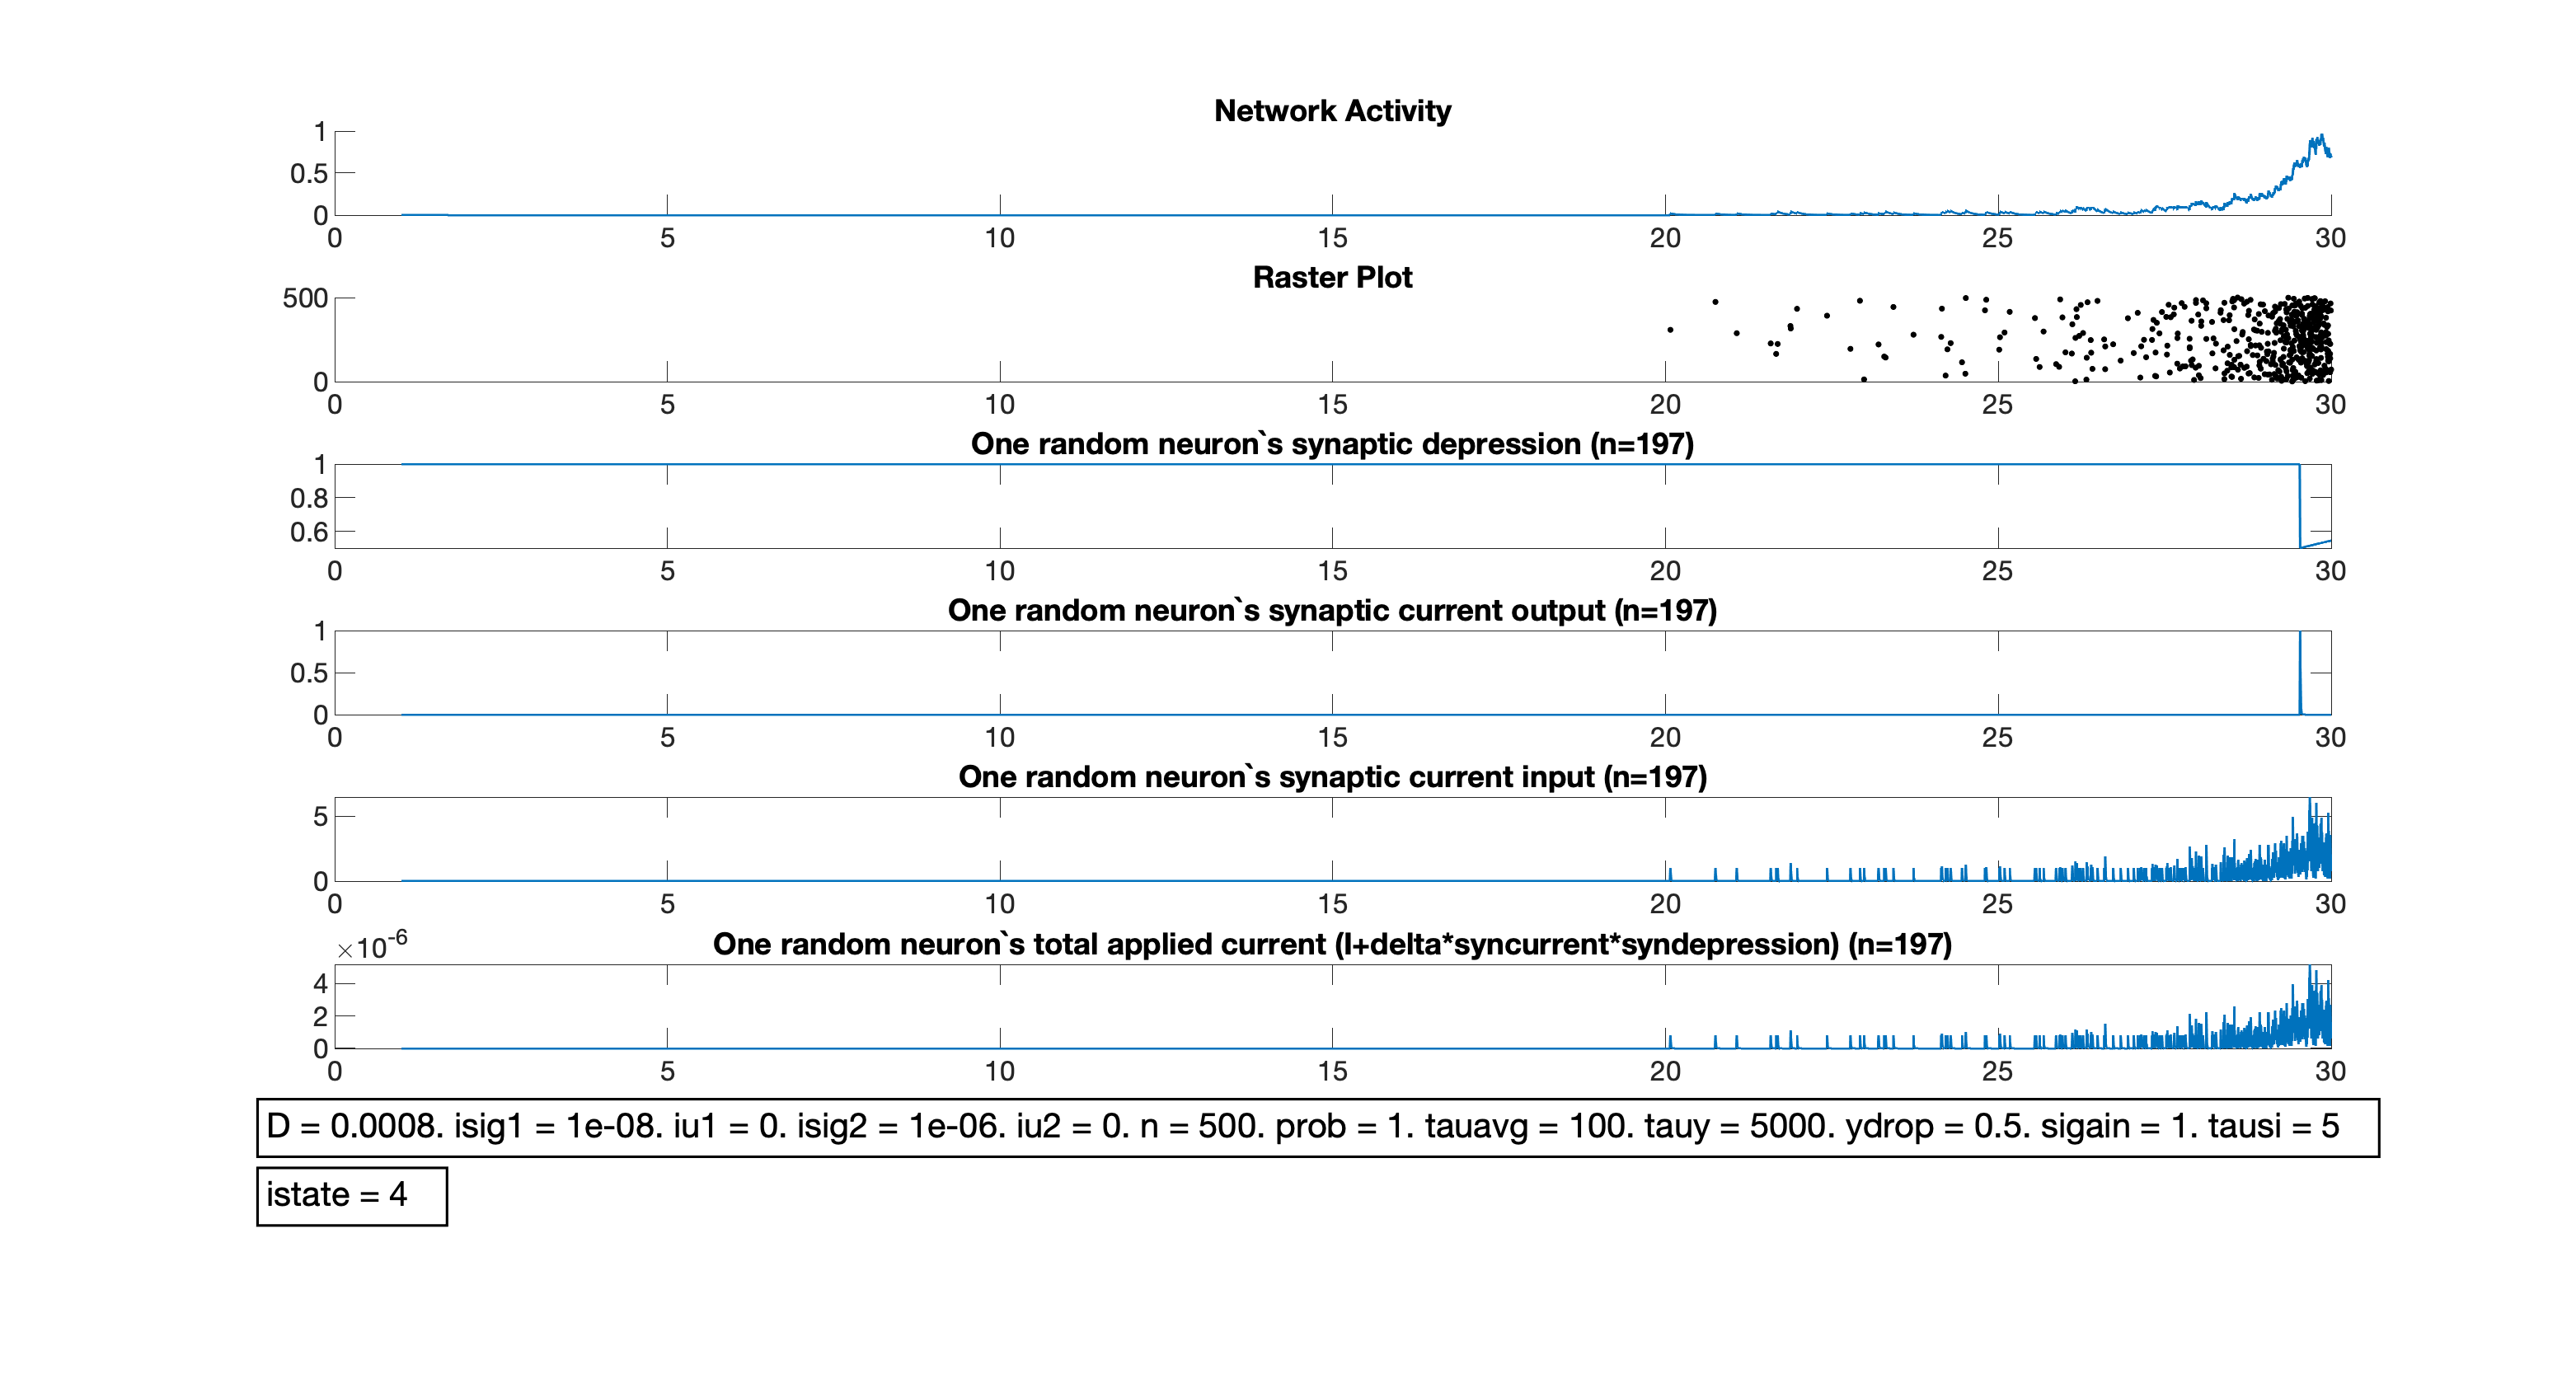 Network Activity
1
0.5
0
0 5 10 15 20 25 30
Raster Plot
500
0
0 5 10 15 20 25 30
One random neuron`s synaptic depression (n=197)
1
0.8
0.6
0 5 10 15 20 25 30
One random neuron`s synaptic current output (n=197)
1
0.5
0
0 5 10 15 20 25 30
One random neuron`s synaptic current input (n=197)
5
0
0 5 10 15 20 25 30
×10-6
One random neuron`s total applied current (I+delta*syncurrent*syndepression) (n=197)
4
2
0
0 5 10 15 20 25 30
D = 0.0008. isig1 = 1e-08. iu1 = 0. isig2 = 1e-06. iu2 = 0. n = 500. prob = 1. tauavg = 100. tauy = 5000. ydrop = 0.5. sigain = 1. tausi = 5
istate = 4